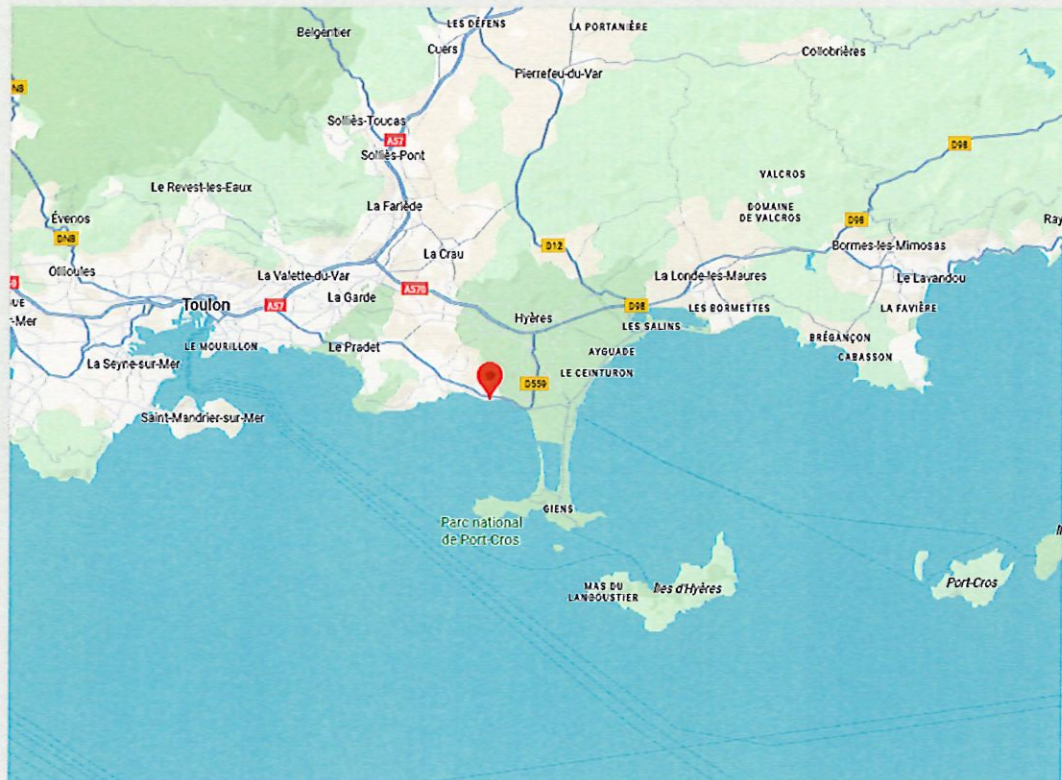 LES DÉFENS
LA PORTANIÈRE
Belgentier
Cuers
Collobrières
Pierrefeu-du-Var
N8
Solliès-Toucas
A57
Solliès-Pont
D98
VALCROS
Le Revest-les-Eaux
DOMAINE
DE VALCROS
La Farlède
Évenos
D98
Ray
DN8
D12
Bormes-les-Mimosas
La Crau
Ollioules
La Valette-du-Var
La Londe-les-Maures
Le Lavandou
A570
La Garde
Toulon
A57
D98
LES BORMETTES
LA FAVIÈRE
UE
Hyères
r-Mer
LES SALINS
LE MOURILLON
Le Pradet
BRÉGANÇON
AYGUADE
CABASSON
La Seyne-sur-Mer
LE CEINTURON
D559
Saint-Mandrier-sur-Mer
GIENS
Parc national
de Port-Cros
MAS DU
LANGOUSTIER
Îles d'Hyères
Port-Cros